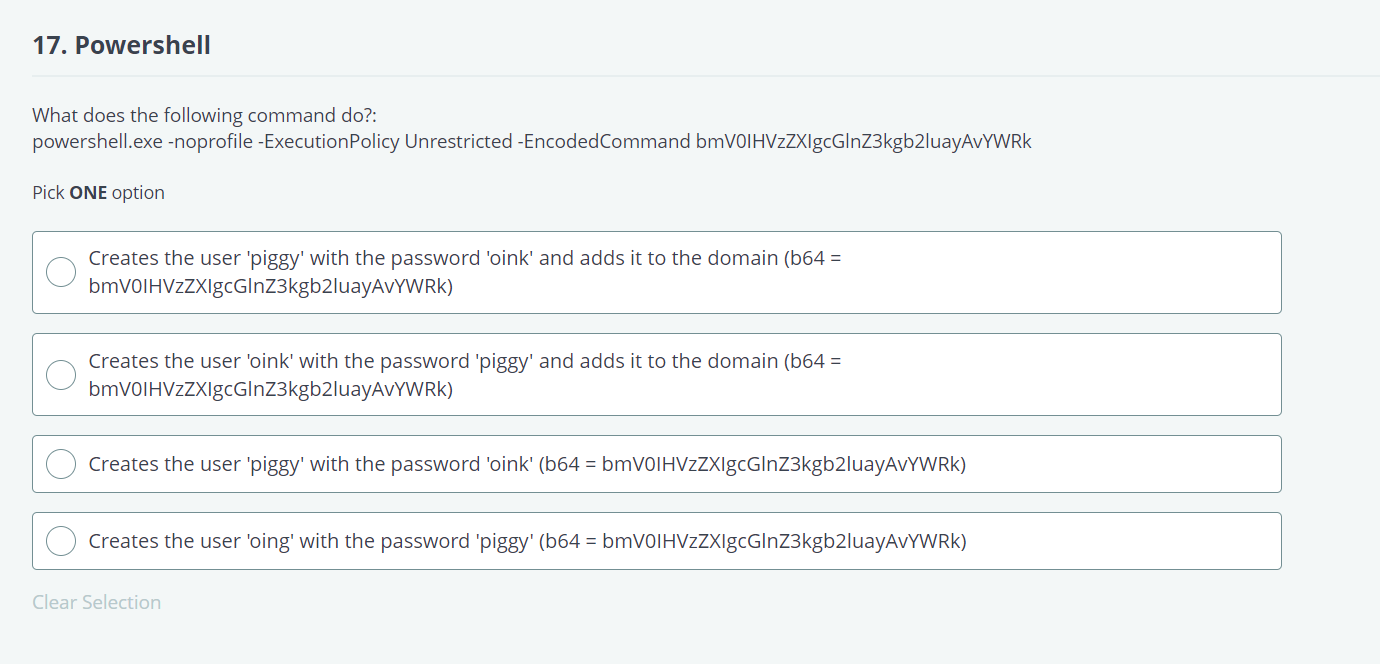 17. Powershell
What does the following command do?:
powershell.exe -noprofile -ExecutionPolicy Unrestricted -EncodedCommand bmV0IHVzZXIgcGlnZ3kgb2luayAvYWRk
Pick ONE option
Creates the user 'piggy' with the password 'oink' and adds it to the domain (b64 =
bmV0IHVzZXIgcGlnZ3kgb2luayAvYWRk)
Creates the user 'oink' with the password 'piggy' and adds it to the domain (b64 =
bmV0IHVzZXIgcGlnZ3kgb2luayAvYWRk)
Creates the user 'piggy' with the password 'oink' (b64 = bmV0IHVzZXIgcGlnZ3kgb2luayAvYWRk)
Creates the user 'oing' with the password 'piggy' (b64 = bmV0IHVzZXIgcGlnZ3kgb2luayAvYWRk)
Clear Selection